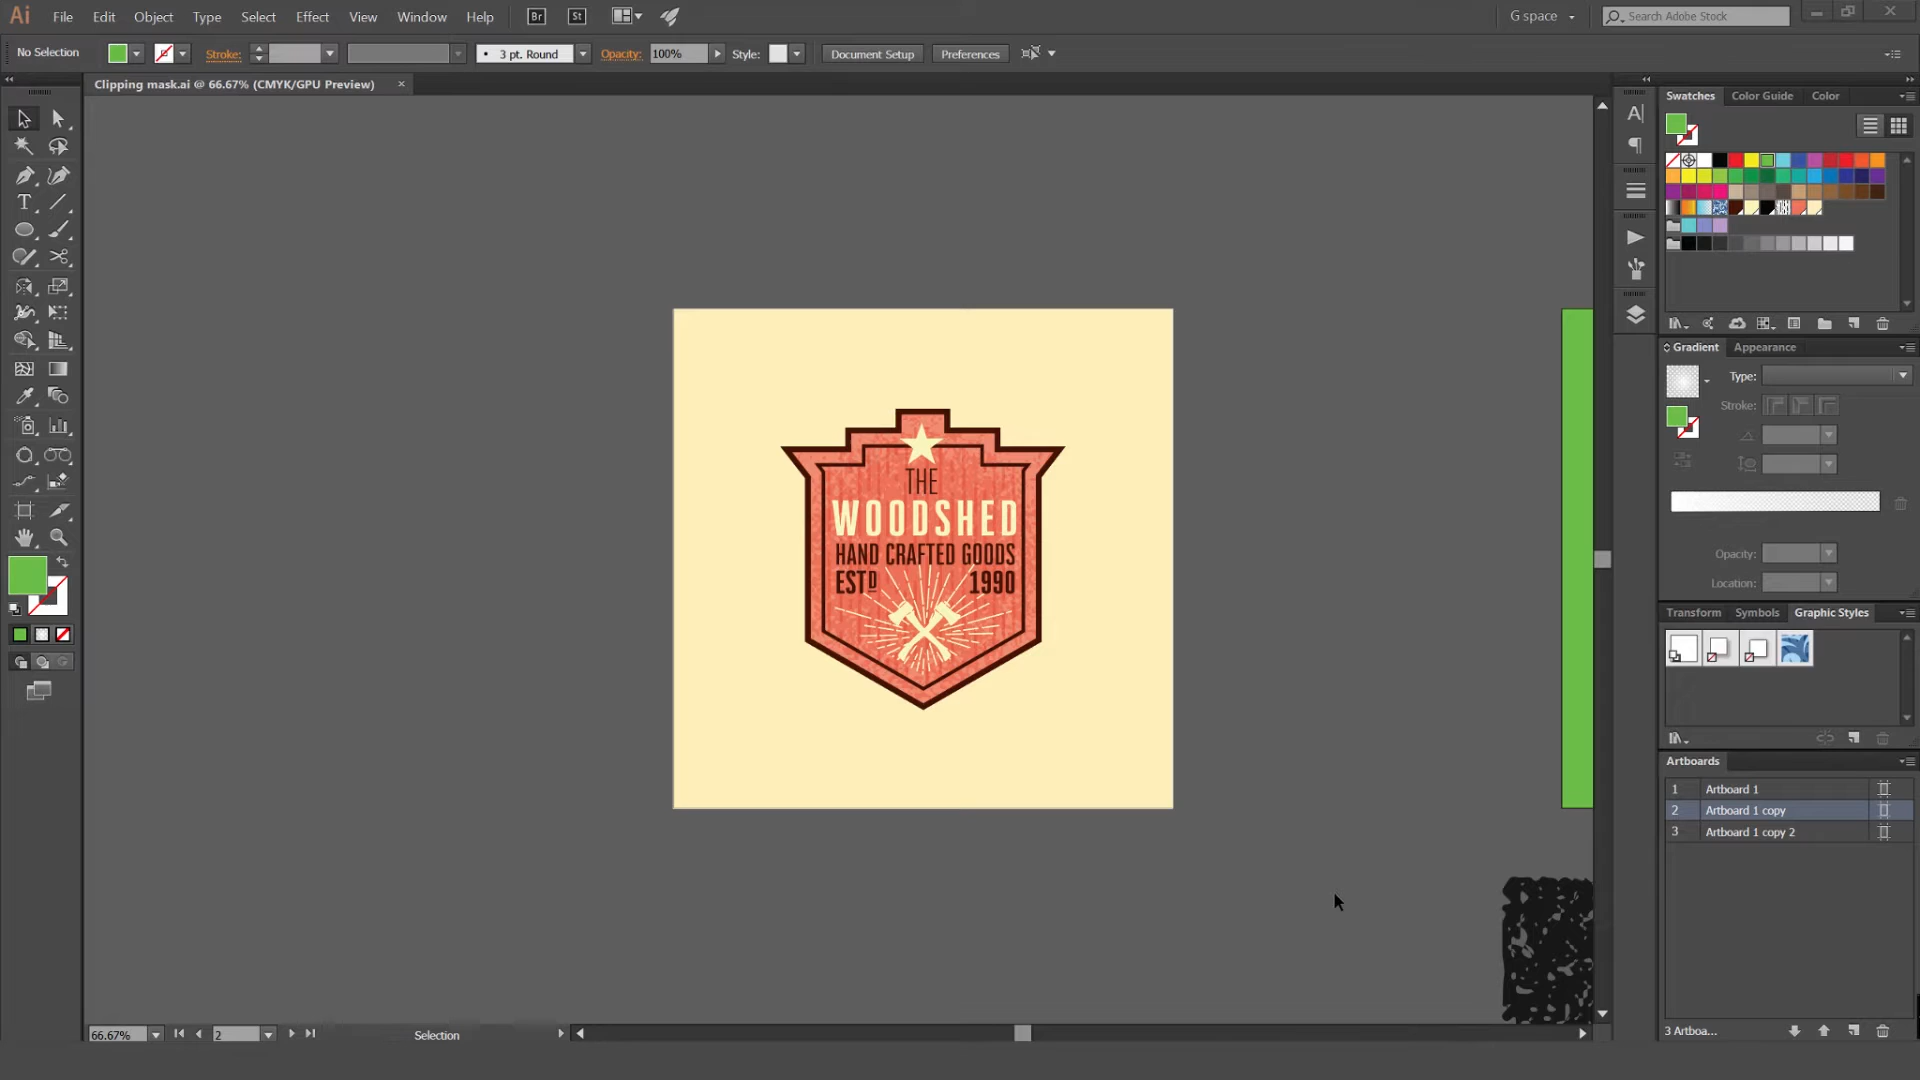 Ai File Edit Object Type Select Effect View Window Help Br St G space Search Adobe Stock
No Selection Stroke: 3 pt. Round Opacity: 100% Style: Document Setup Preferences
Clipping mask.ai @ 66.67% (CMYK/GPU Preview)
Swatches Color Guide Color
THE
WOODSHED
HAND CRAFTED GOODS
ESTD 1990
Gradient Appearance
Type:
Stroke:
Opacity:
Location:
Transform Symbols Graphic Styles
Artboards
1 Artboard 1
2 Artboard 1 copy
3 Artboard 1 copy 2
3 Artboa...
66.67% 2 Selection